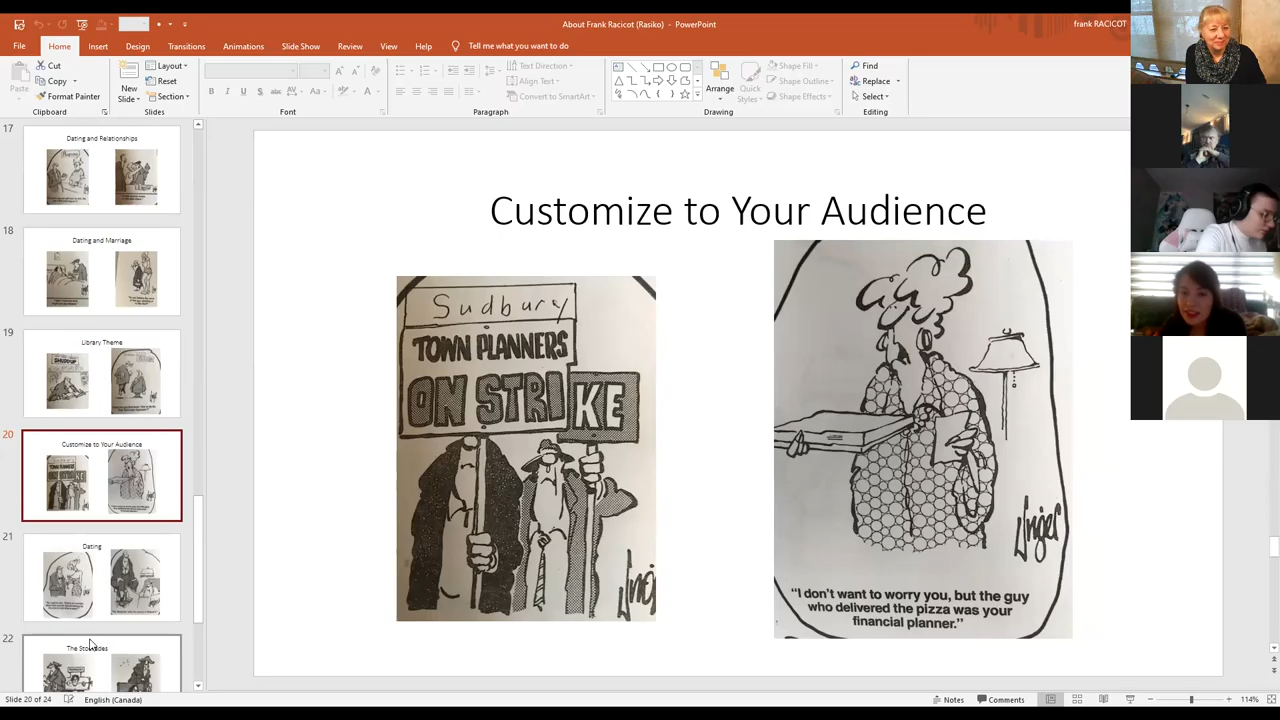 About Frank Racicot (Rasiko) - PowerPoint
frank RACICOT
File Home Insert Design Transitions Animations Slide Show Review View Help Tell me what you want to do
Paste
Cut
Copy
Format Painter
Clipboard
New
Slide
Layout
Reset
Section
Slides
Font
Text Direction
Align Text
Convert to SmartArt
Paragraph
Arrange
Quick
Styles
Shape Fill
Shape Outline
Shape Effects
Drawing
Find
Replace
Select
Editing
17
Dating and Relationships
18
Dating and Marriage
19
Library Theme
20
Customize to Your Audience
TOWN PLANNERS
21
Dating
22
Customize to Your Audience
Sudbury
TOWN PLANNERS
ON STRIKE
Unger
Unger
"I don't want to worry you, but the guy
who delivered the pizza was your
financial planner."
Slide 20 of 24 English (Canada) Notes Comments 114%